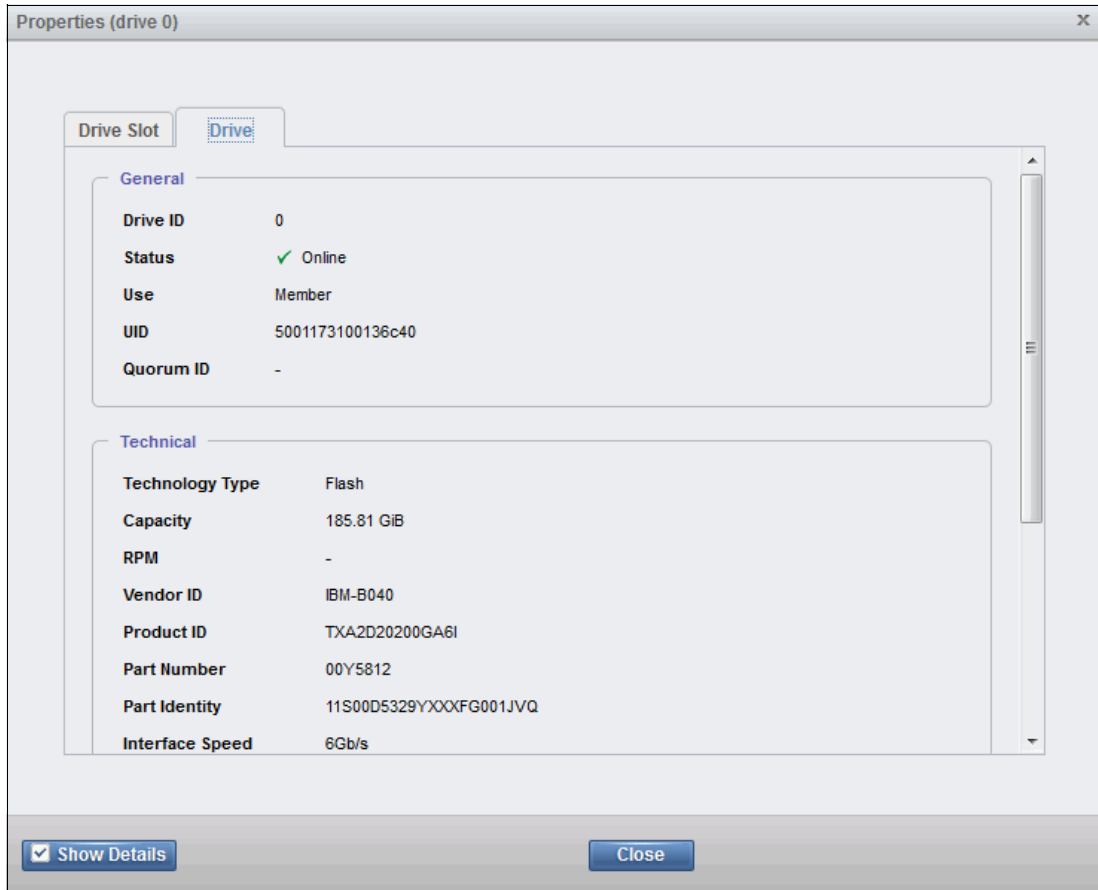 Properties (drive 0) x
Drive Slot Drive
General
Drive ID 0
Status Online
Use Member
UID 5001173100136c40
Quorum ID -
Technical
Technology Type Flash
Capacity 185.81 GiB
RPM -
Vendor ID IBM-B040
Product ID TXA2D20200GA6I
Part Number 00Y5812
Part Identity 11S00D5329YXXXFG001JVQ
Interface Speed 6Gb/s
Show Details Close